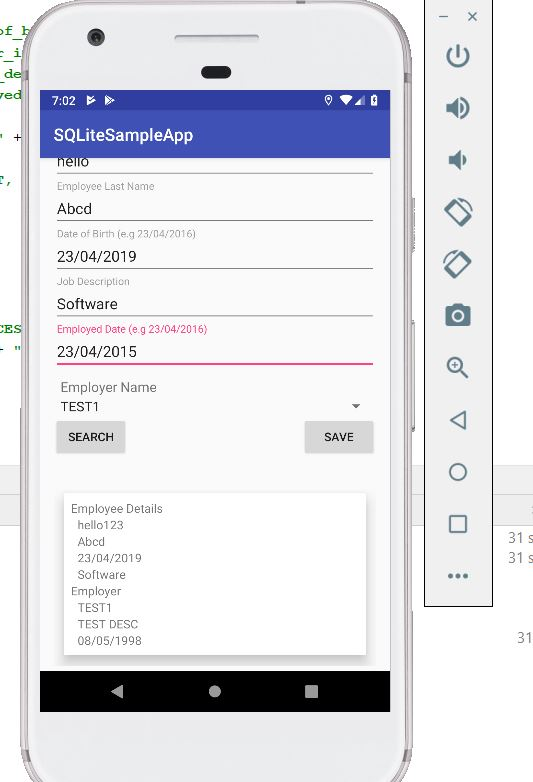 7:02
SQLiteSampleApp
hello
Employee Last Name
Abcd
Date of Birth (e.g 23/04/2016)
23/04/2019
Job Description
Software
Employed Date (e.g 23/04/2016)
23/04/2015
Employer Name
TEST1
SEARCH SAVE
Employee Details
hello123
Abcd
23/04/2019
Software
Employer
TEST1
TEST DESC
08/05/1998
of_b
r_i
_de
yed
" +
T,
CES
+ "
31 s
31 s
31